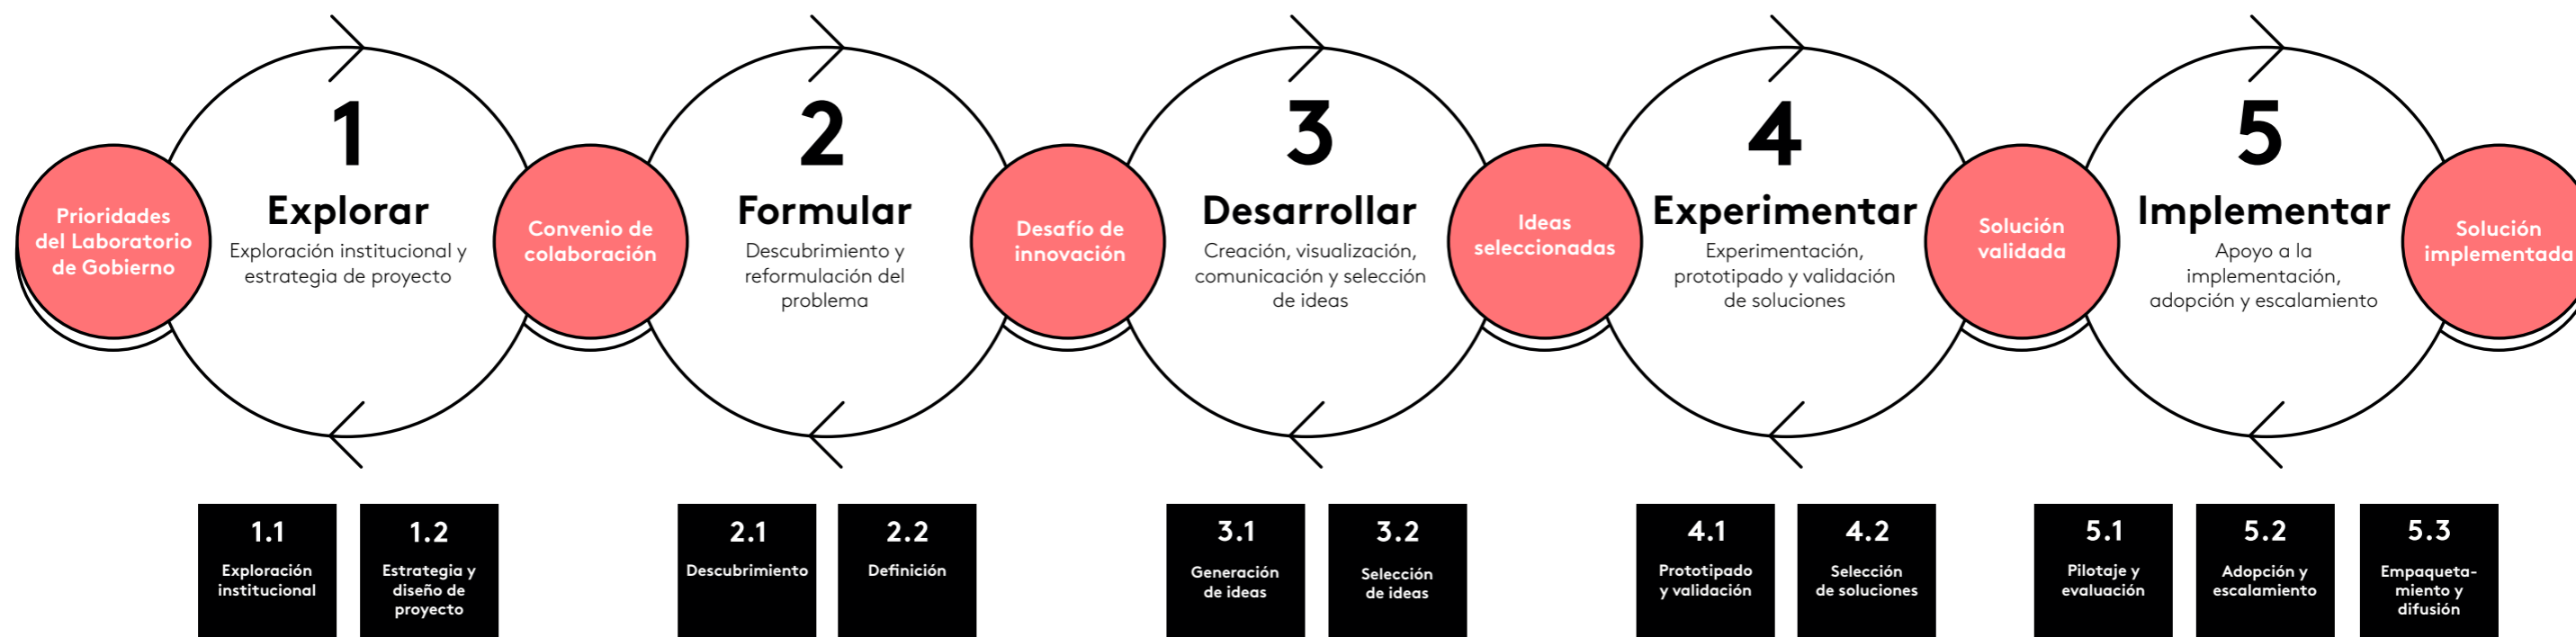 Prioridades
del Laboratorio
de Gobierno
1
Explorar
Exploración institucional y
estrategia de proyecto
Convenio de
colaboración
2
Formular
Descubrimiento y
reformulación del
problema
Desafío de
innovación
3
Desarrollar
Creación, visualización,
comunicación y selección
de ideas
Ideas
seleccionadas
4
Experimentar
Experimentación,
prototipado y validación
de soluciones
Solución
validada
5
Implementar
Apoyo a la
implementación,
adopción y escalamiento
Solución
implementada
1.1
Exploración
institucional
1.2
Estrategia y
diseño de
proyecto
2.1
Descubrimiento
2.2
Definición
3.1
Generación
de ideas
3.2
Selección
de ideas
4.1
Prototipado
y validación
4.2
Selección
de soluciones
5.1
Pilotaje y
evaluación
5.2
Adopción y
escalamiento
5.3
Empaqueta-
miento y
difusión